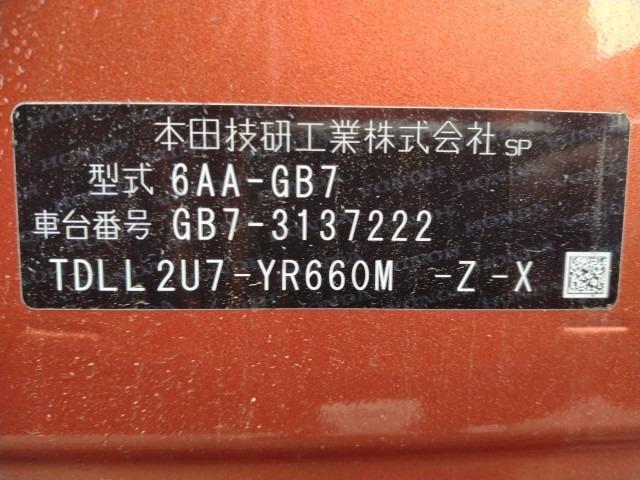 本田技研工業株式会社 SP
型式 6AA-GB7
車台番号 GB7-3137222
TDLL2U7-YR660M -Z-X